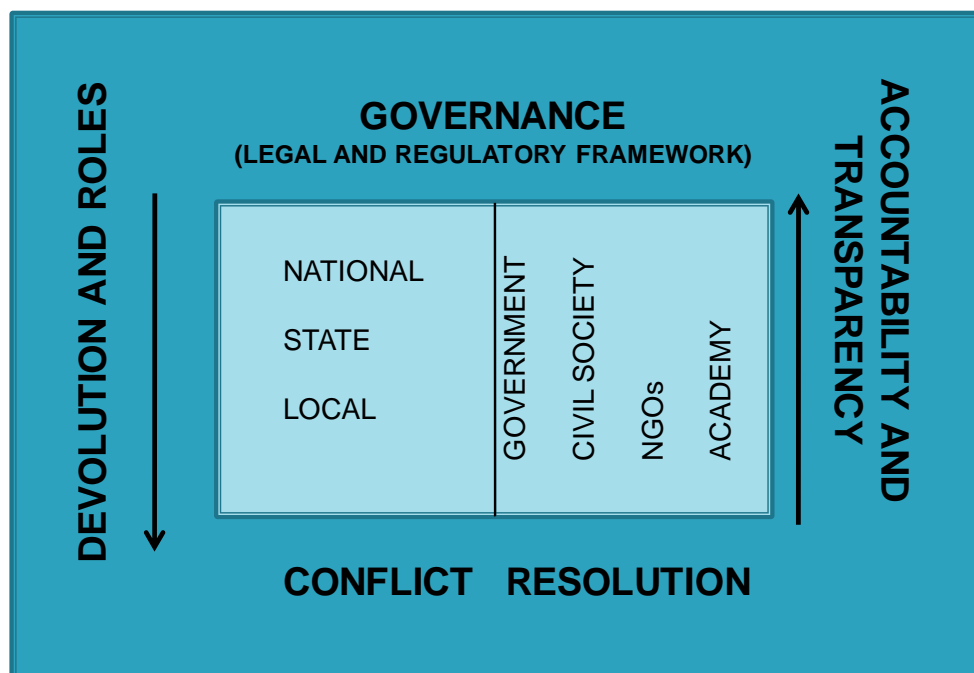 GOVERNANCE
(LEGAL AND REGULATORY FRAMEWORK)
DEVOLUTION AND ROLES
NATIONAL
STATE
LOCAL
GOVERNMENT
CIVIL SOCIETY
NGOs
ACADEMY
ACCOUNTABILITY AND
TRANSPARENCY
CONFLICT RESOLUTION